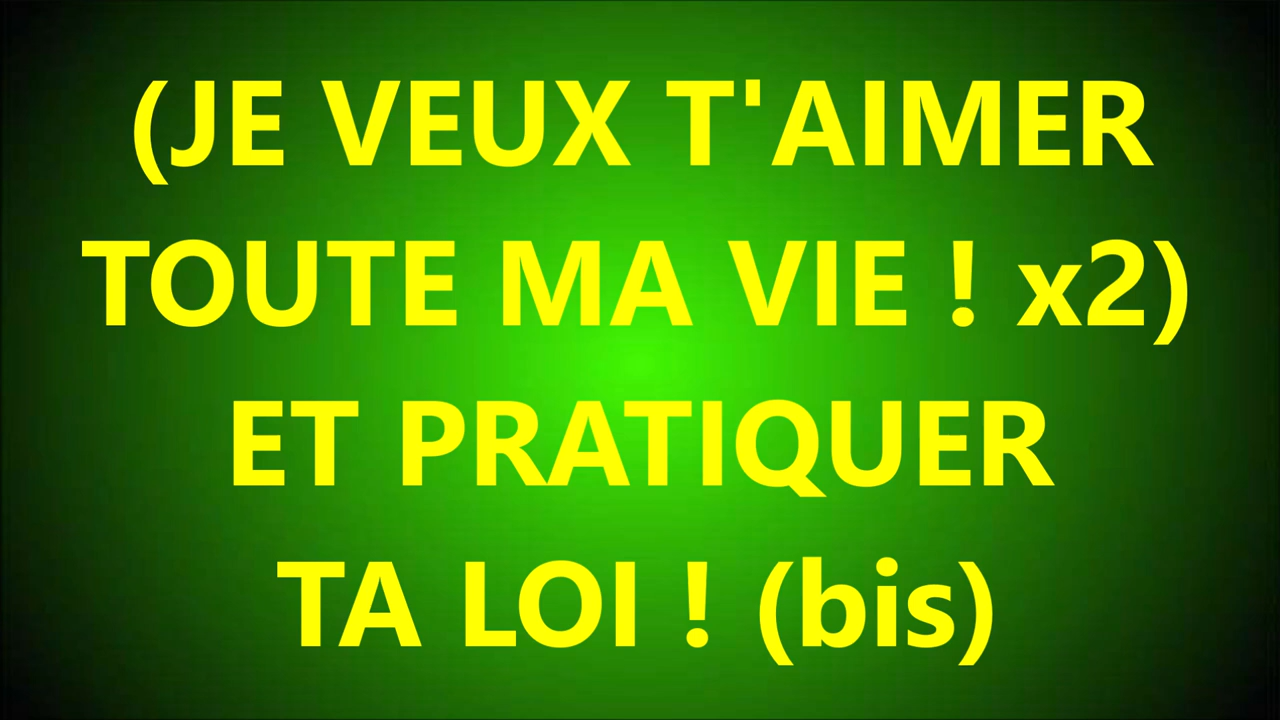 (JE VEUX T'AIMER
TOUTE MA VIE ! x2)
ET PRATIQUER
TA LOI ! (bis)